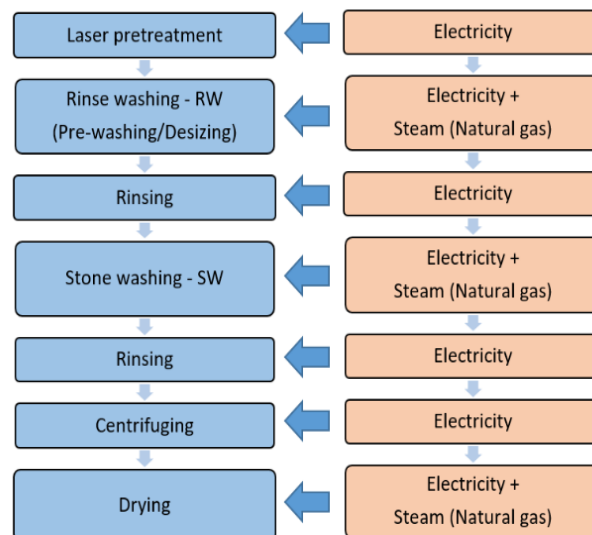 Laser pretreatment
Electricity
Rinse washing - RW
(Pre-washing/Desizing)
Electricity +
Steam (Natural gas)
Rinsing
Electricity
Stone washing - SW
Electricity +
Steam (Natural gas)
Rinsing
Electricity
Centrifuging
Electricity
Drying
Electricity +
Steam (Natural gas)